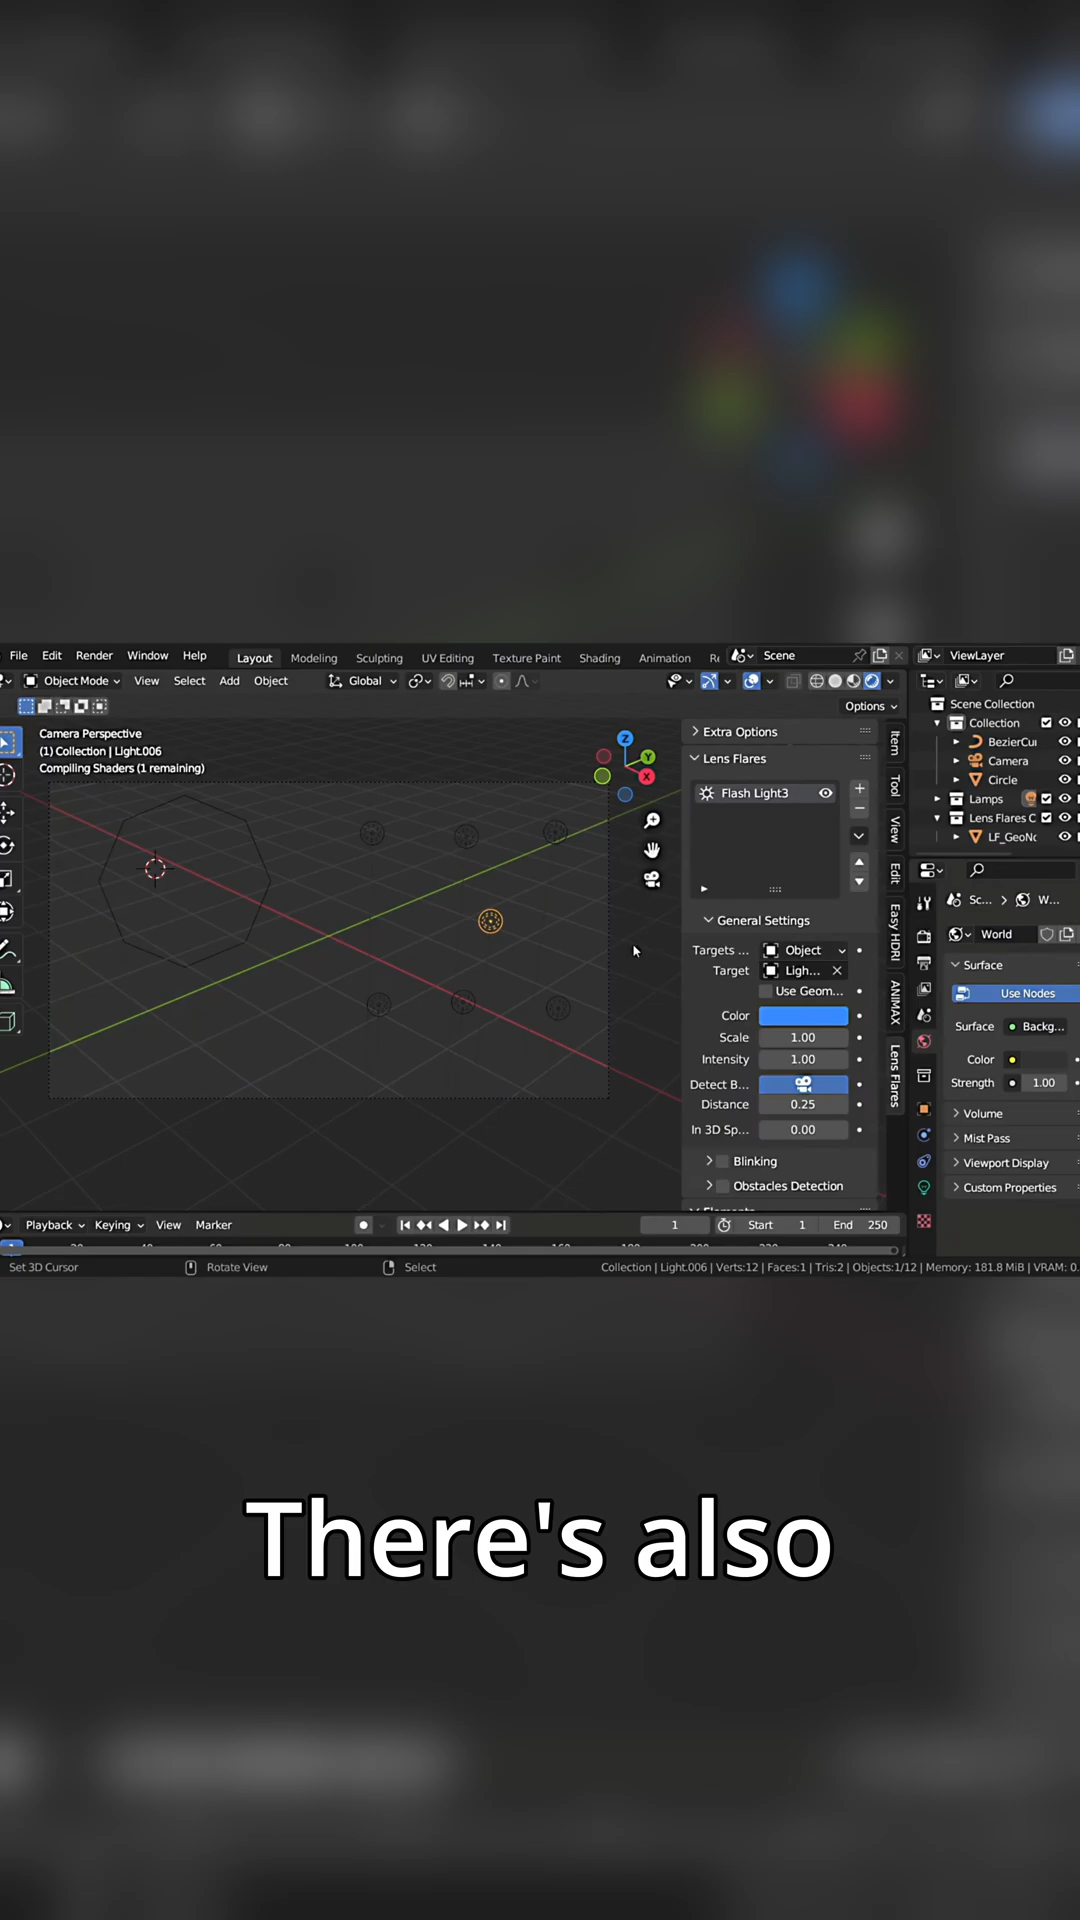 File Edit Render Window Help Layout Modeling Sculpting UV Editing Texture Paint Shading Animation Scene ViewLayer
Object Mode View Select Add Object Global
Options
Camera Perspective
(1) Collection | Light.006
Compiling Shaders (1 remaining)
Z
Y
X
Extra Options
Lens Flares
Flash Light3
General Settings
Targets ... Object
Target Ligh...
Use Geom...
Color
Scale 1.00
Intensity 1.00
Detect B...
Distance 0.25
In 3D Sp... 0.00
Blinking
Obstacles Detection
Item
Tool
View
Edit
Easy HDRI
ANIMAX
Lens Flares
Scene Collection
Collection
BezierCu
Camera
Circle
Lamps
Lens Flares C
LF_GeoN
Sc... W...
World
Surface
Use Nodes
Surface Backg...
Color
Strength 1.00
Volume
Mist Pass
Viewport Display
Custom Properties
Playback Keying View Marker 1 Start 1 End 250
Set 3D Cursor Rotate View Select Collection | Light.006 | Verts:12 | Faces:1 | Tris:2 | Objects:1/12 | Memory: 181.8 MiB | VRAM: 0.
There's also